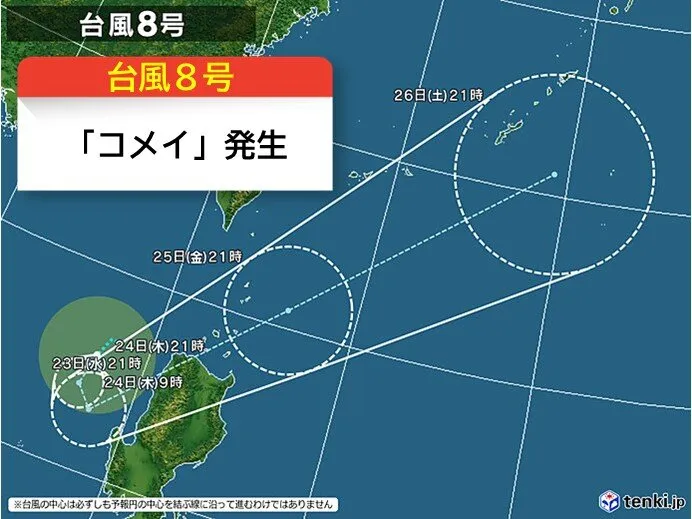 台風8号
台風８号
「コメイ」発生
26日(土)21時
25日(金)21時
24日(木)21時
23日(水)21時
24日(木)9時
※台風の中心は必ずしも予報円の中心を結ぶ線に沿って進むわけではありません
tenki.jp